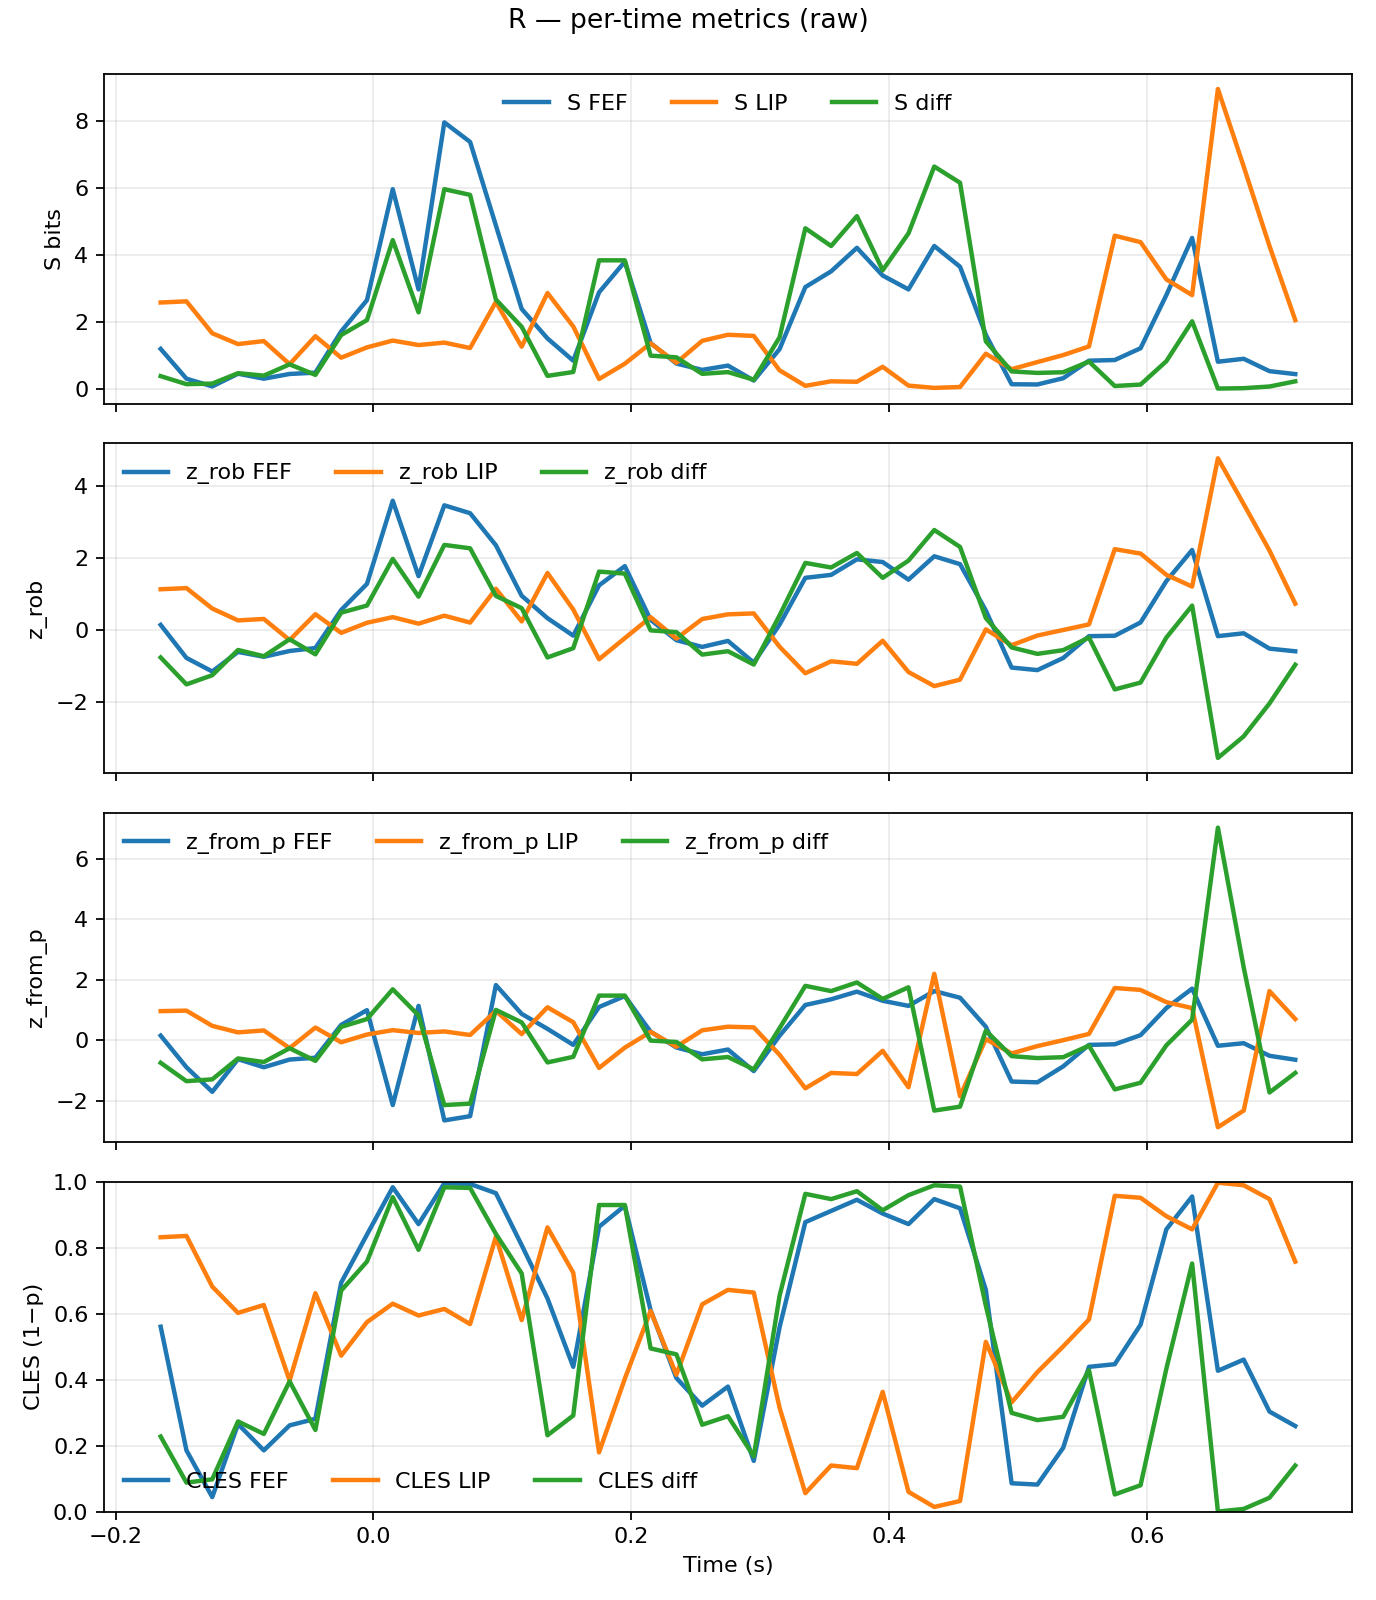 R — per-time metrics (raw)
S FEF S LIP S diff
8
6
4
2
0
S bits
z_rob FEF z_rob LIP z_rob diff
4
2
0
−2
z_rob
z_from_p FEF z_from_p LIP z_from_p diff
6
4
2
0
−2
z_from_p
1.0
0.8
0.6
0.4
0.2
0.0
CLES (1−p)
CLES FEF CLES LIP CLES diff
−0.2 0.0 0.2 0.4 0.6
Time (s)